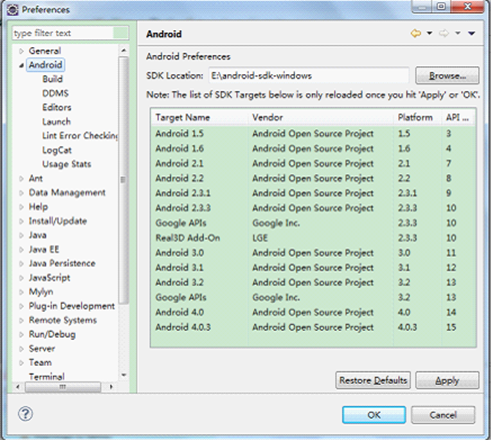 Preferences
type filter text
General
Android
Build
DDMS
Editors
Launch
Lint Error Checking
LogCat
Usage Stats
Ant
Data Management
Help
Install/Update
Java
Java EE
Java Persistence
JavaScript
Mylyn
Plug-in Development
Remote Systems
Run/Debug
Server
Team
Terminal
Android
Android Preferences
SDK Location: E:\android-sdk-windows Browse...
Note: The list of SDK Targets below is only reloaded once you hit 'Apply' or 'OK'.
Target Name Vendor Platform API ...
Android 1.5 Android Open Source Project 1.5 3
Android 1.6 Android Open Source Project 1.6 4
Android 2.1 Android Open Source Project 2.1 7
Android 2.2 Android Open Source Project 2.2 8
Android 2.3.1 Android Open Source Project 2.3.1 9
Android 2.3.3 Android Open Source Project 2.3.3 10
Google APIs Google Inc. 2.3.3 10
Real3D Add-On LGE 2.3.3 10
Android 3.0 Android Open Source Project 3.0 11
Android 3.1 Android Open Source Project 3.1 12
Android 3.2 Android Open Source Project 3.2 13
Google APIs Google Inc. 3.2 13
Android 4.0 Android Open Source Project 4.0 14
Android 4.0.3 Android Open Source Project 4.0.3 15
Restore Defaults Apply
? OK Cancel